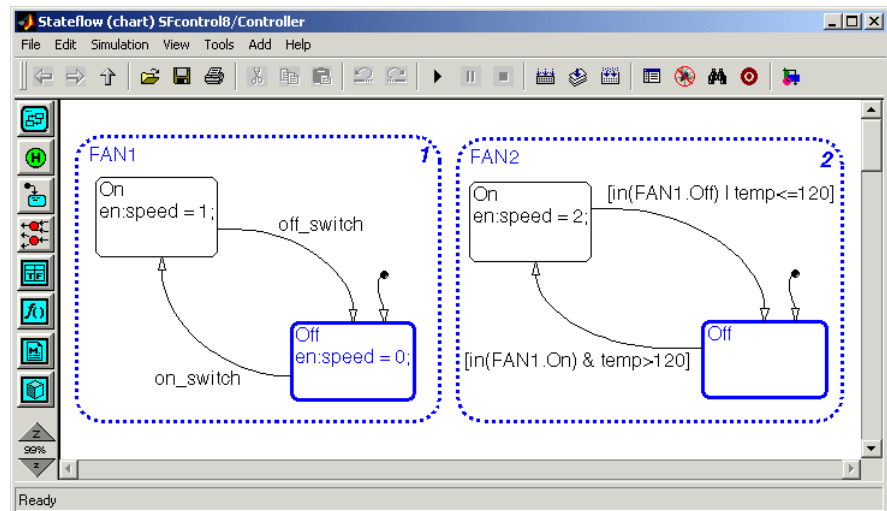 Stateflow (chart) SFcontrol8/Controller
File Edit Simulation View Tools Add Help
FAN1
1
On
en:speed = 1;
off_switch
Off
en:speed = 0;
on_switch
FAN2
2
On
en:speed = 2;
[in(FAN1.Off) | temp<=120]
Off
[in(FAN1.On) & temp>120]
H
TF
f()
M
Z
99%
z
Ready